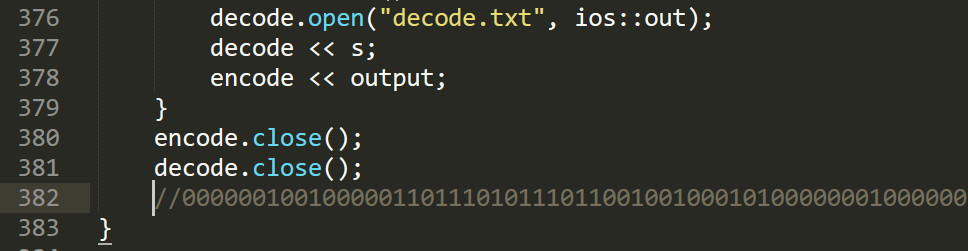 376 decode.open("decode.txt", ios::out);
377 decode << s;
378 encode << output;
379 }
380 encode.close();
381 decode.close();
382 //00000010010000011011101011101100100100010100000001000000
383 }